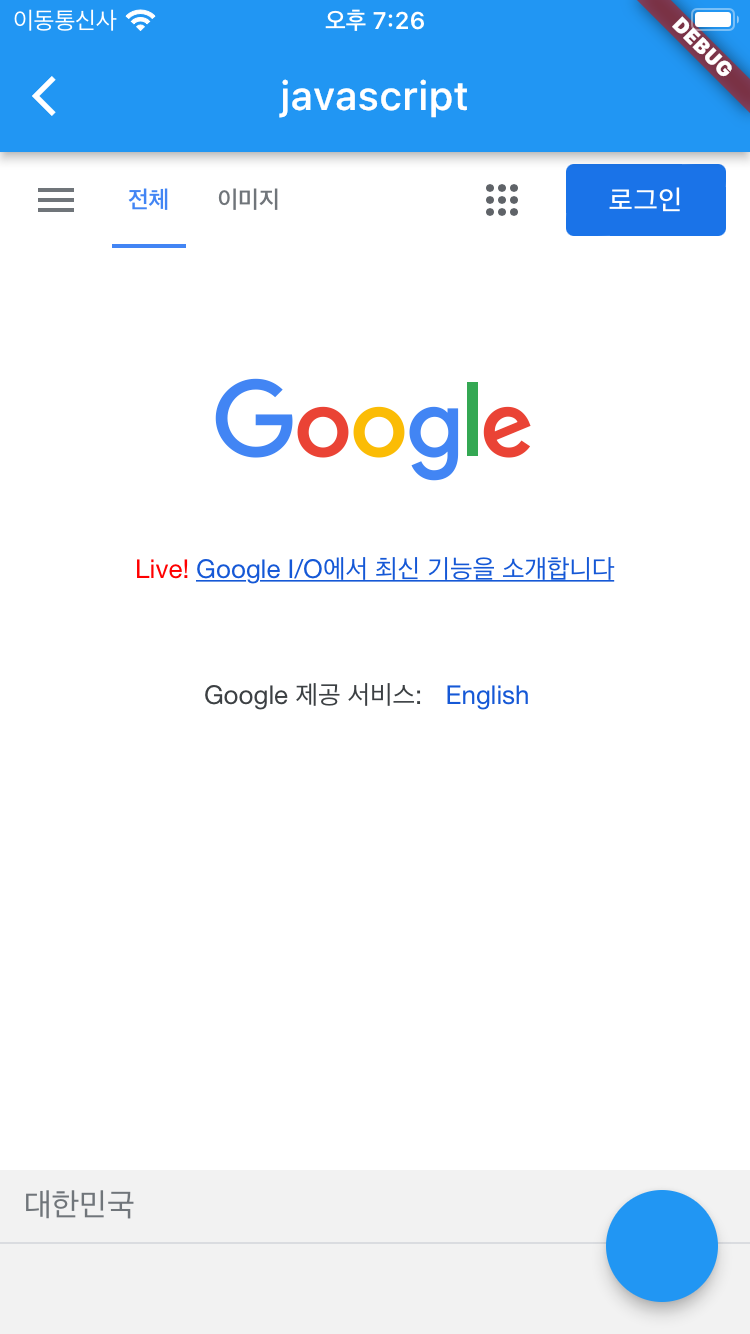 이동통신사 오후 7:26
DEBUG
javascript
전체 이미지 로그인
Google
Live! Google I/O에서 최신 기능을 소개합니다
Google 제공 서비스: English
대한민국